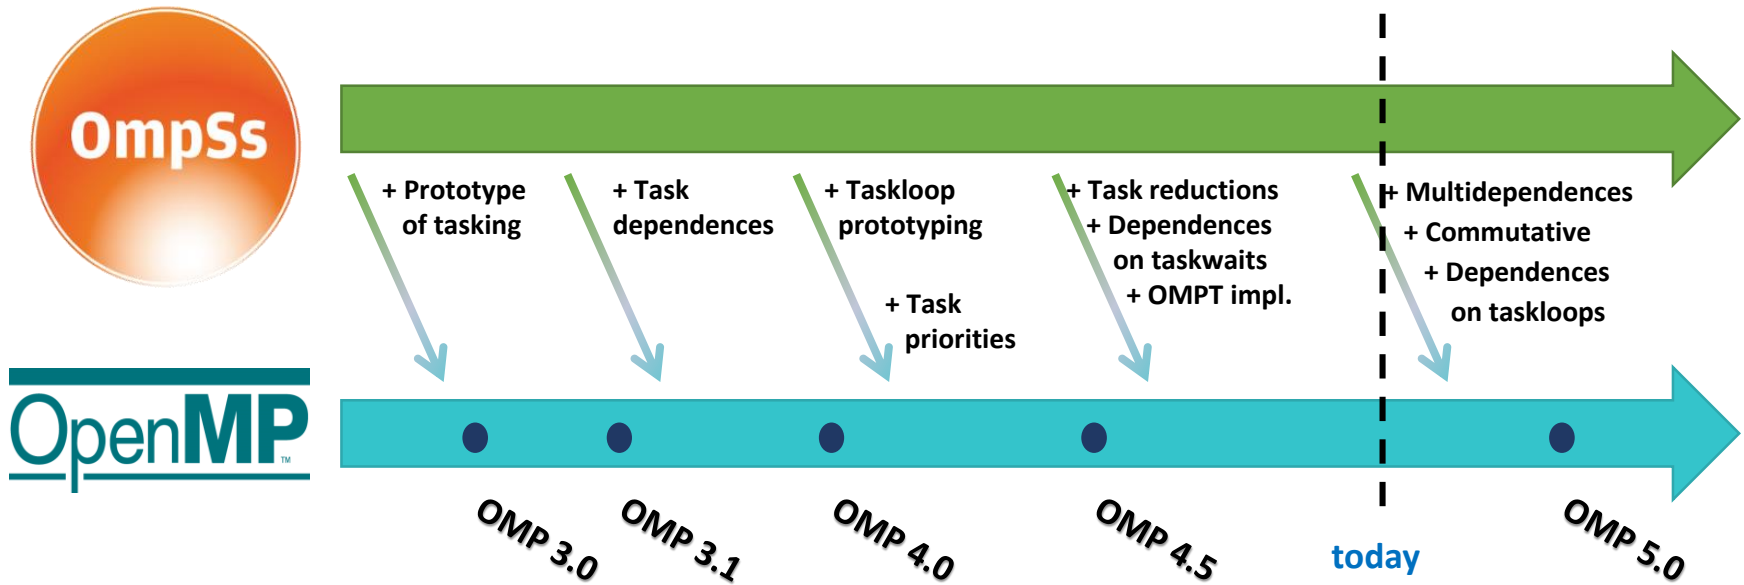 OmpSs
+ Prototype
of tasking
+ Task
dependences
+ Taskloop
prototyping
+ Task
priorities
+ Task reductions
+ Dependences
on taskwaits
+ OMPT impl.
+ Multidependences
+ Commutative
+ Dependences
on taskloops
OpenMP™
OMP 3.0
OMP 3.1
OMP 4.0
OMP 4.5
today
OMP 5.0